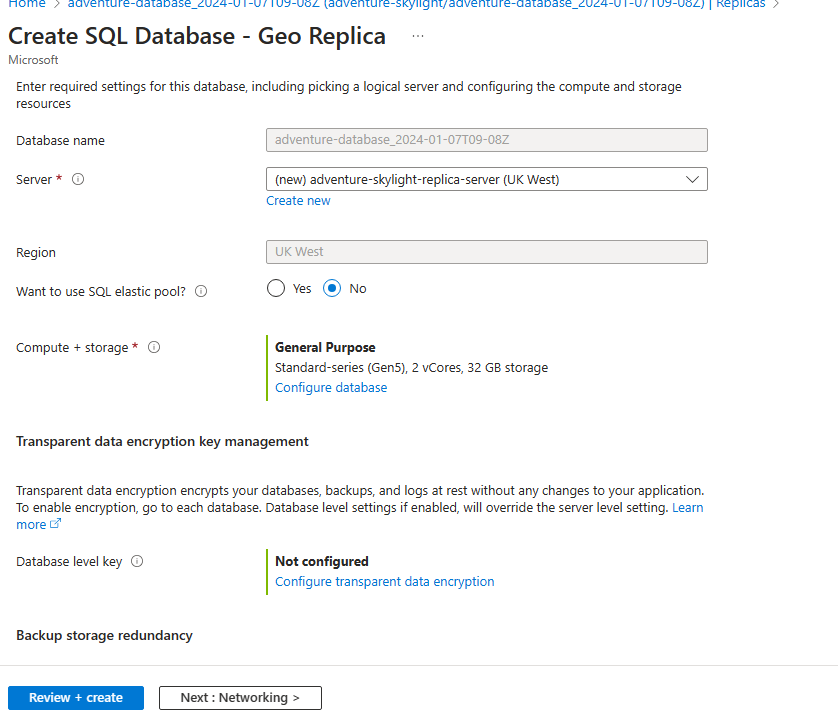 Home > adventure-database_2024-01-07T09-08Z (adventure-skylight/adventure-database_2024-01-07T09-08Z) | Replicas >
Create SQL Database - Geo Replica ...
Microsoft
Enter required settings for this database, including picking a logical server and configuring the compute and storage
resources
Database name adventure-database_2024-01-07T09-08Z
Server * (new) adventure-skylight-replica-server (UK West)
Create new
Region UK West
Want to use SQL elastic pool? Yes No
Compute + storage * General Purpose
Standard-series (Gen5), 2 vCores, 32 GB storage
Configure database
Transparent data encryption key management
Transparent data encryption encrypts your databases, backups, and logs at rest without any changes to your application.
To enable encryption, go to each database. Database level settings if enabled, will override the server level setting. Learn
more
Database level key Not configured
Configure transparent data encryption
Backup storage redundancy
Review + create Next : Networking >